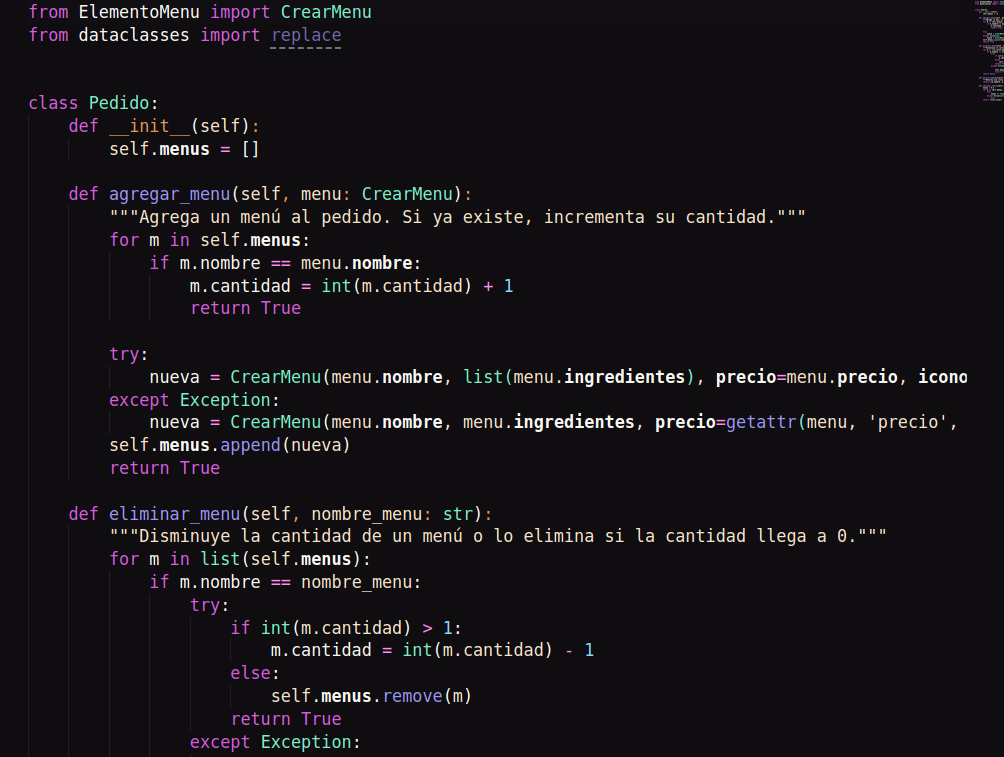 from ElementoMenu import CrearMenu
from dataclasses import replace
class Pedido:
    def __init__(self):
        self.menus = []
    def agregar_menu(self, menu: CrearMenu):
        """Agrega un menú al pedido. Si ya existe, incrementa su cantidad."""
        for m in self.menus:
            if m.nombre == menu.nombre:
                m.cantidad = int(m.cantidad) + 1
                return True
        try:
            nueva = CrearMenu(menu.nombre, list(menu.ingredientes), precio=menu.precio, icono
        except Exception:
            nueva = CrearMenu(menu.nombre, menu.ingredientes, precio=getattr(menu, 'precio',
        self.menus.append(nueva)
        return True
    def eliminar_menu(self, nombre_menu: str):
        """Disminuye la cantidad de un menú o lo elimina si la cantidad llega a 0."""
        for m in list(self.menus):
            if m.nombre == nombre_menu:
                try:
                    if int(m.cantidad) > 1:
                        m.cantidad = int(m.cantidad) - 1
                    else:
                        self.menus.remove(m)
                    return True
                except Exception: